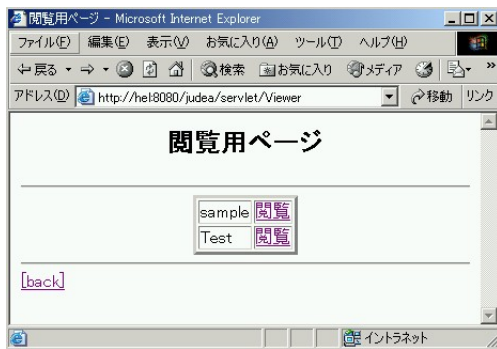 閲覧用ページ - Microsoft Internet Explorer
ファイル(F) 編集(E) 表示(V) お気に入り(A) ツール(T) ヘルプ(H)
戻る 検索 お気に入り メディア »
アドレス(D) http://hel:8080/judea/servlet/Viewer 移動 リンク
閲覧用ページ
sample 閲覧
Test 閲覧
[back]
イントラネット